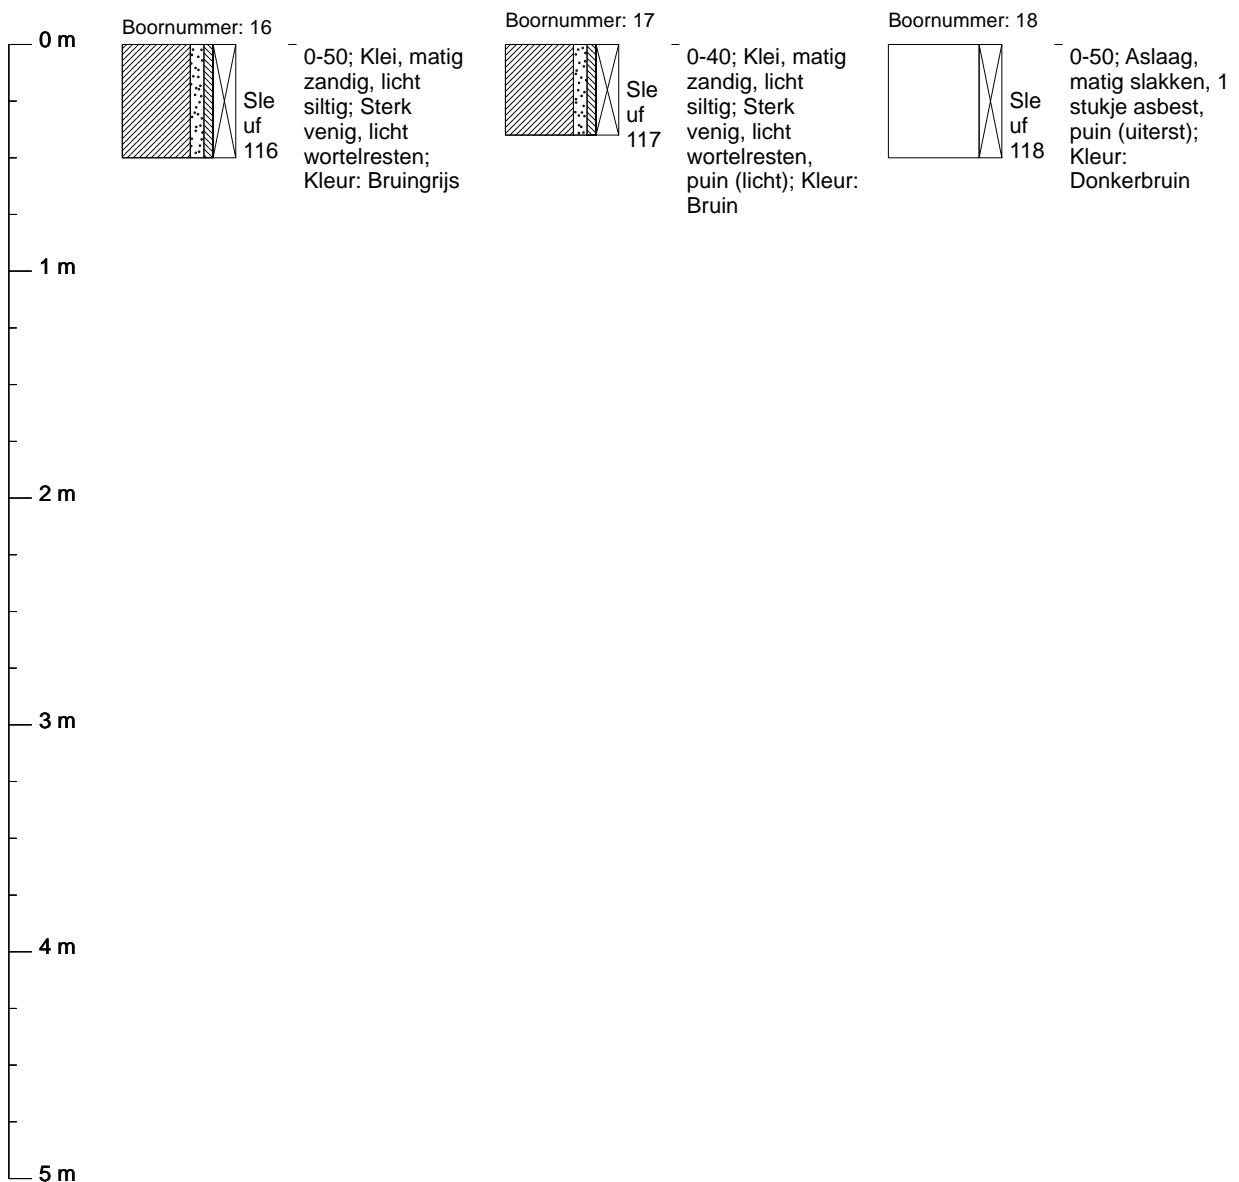 Boornummer: 16
Boornummer: 17
Boornummer: 18
0 m
Sle
uf
116
0-50; Klei, matig
zandig, licht
siltig; Sterk
venig, licht
wortelresten;
Kleur: Bruingrijs
Sle
uf
117
0-40; Klei, matig
zandig, licht
siltig; Sterk
venig, licht
wortelresten,
puin (licht); Kleur:
Bruin
Sle
uf
118
0-50; Aslaag,
matig slakken, 1
stukje asbest,
puin (uiterst);
Kleur:
Donkerbruin
1 m
2 m
3 m
4 m
5 m